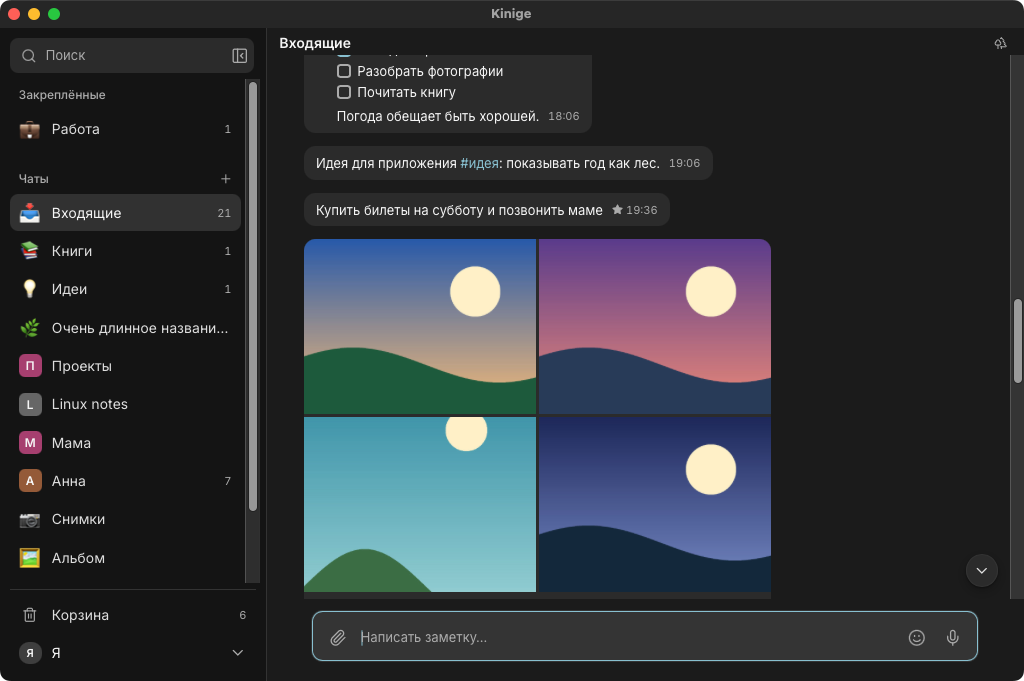 Kinige
Поиск
Входящие
Закреплённые
Разобрать фотографии
Почитать книгу
Погода обещает быть хорошей. 18:06
Работа 1
Идея для приложения #идея: показывать год как лес. 19:06
Чаты
Входящие 21
Купить билеты на субботу и позвонить маме 19:36
Книги 1
Идеи 1
Очень длинное названи...
П Проекты
L Linux notes
М Мама
А Анна 7
Снимки
Альбом
Корзина 6
Написать заметку...
Я Я